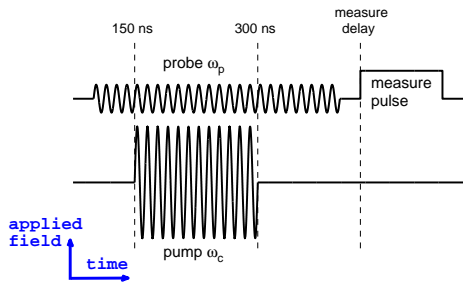 measure
delay
150 ns
300 ns
probe ωp
measure
pulse
applied
field
time
pump ωc